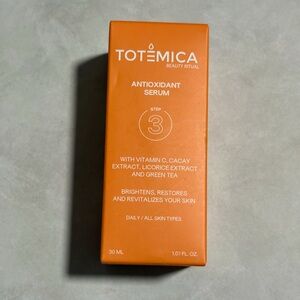 TOTEMICA
BEAUTY RITUAL
ANTIOXIDANT
SERUM
STEP
3
WITH VITAMIN C, CACAY
EXTRACT, LICORICE EXTRACT
AND GREEN TEA
BRIGHTENS, RESTORES
AND REVITALIZES YOUR SKIN
DAILY / ALL SKIN TYPES
30 ML 1.01 FL. OZ.